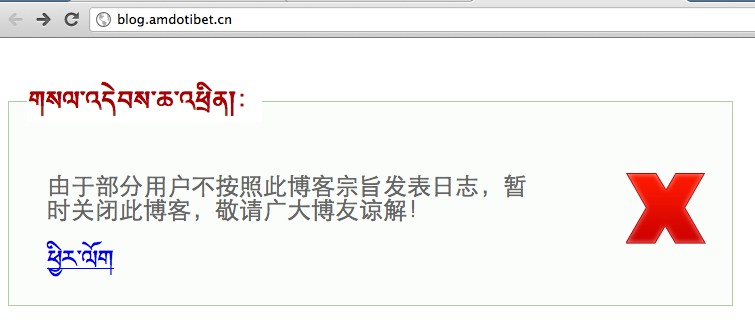 blog.amdotibet.cn
གསལ་འདེབས་ཆ་འཕྲིན།:
由于部分用户不按照此博客宗旨发表日志，暂
时关闭此博客，敬请广大博友谅解！
ཕྱིར་ལོག